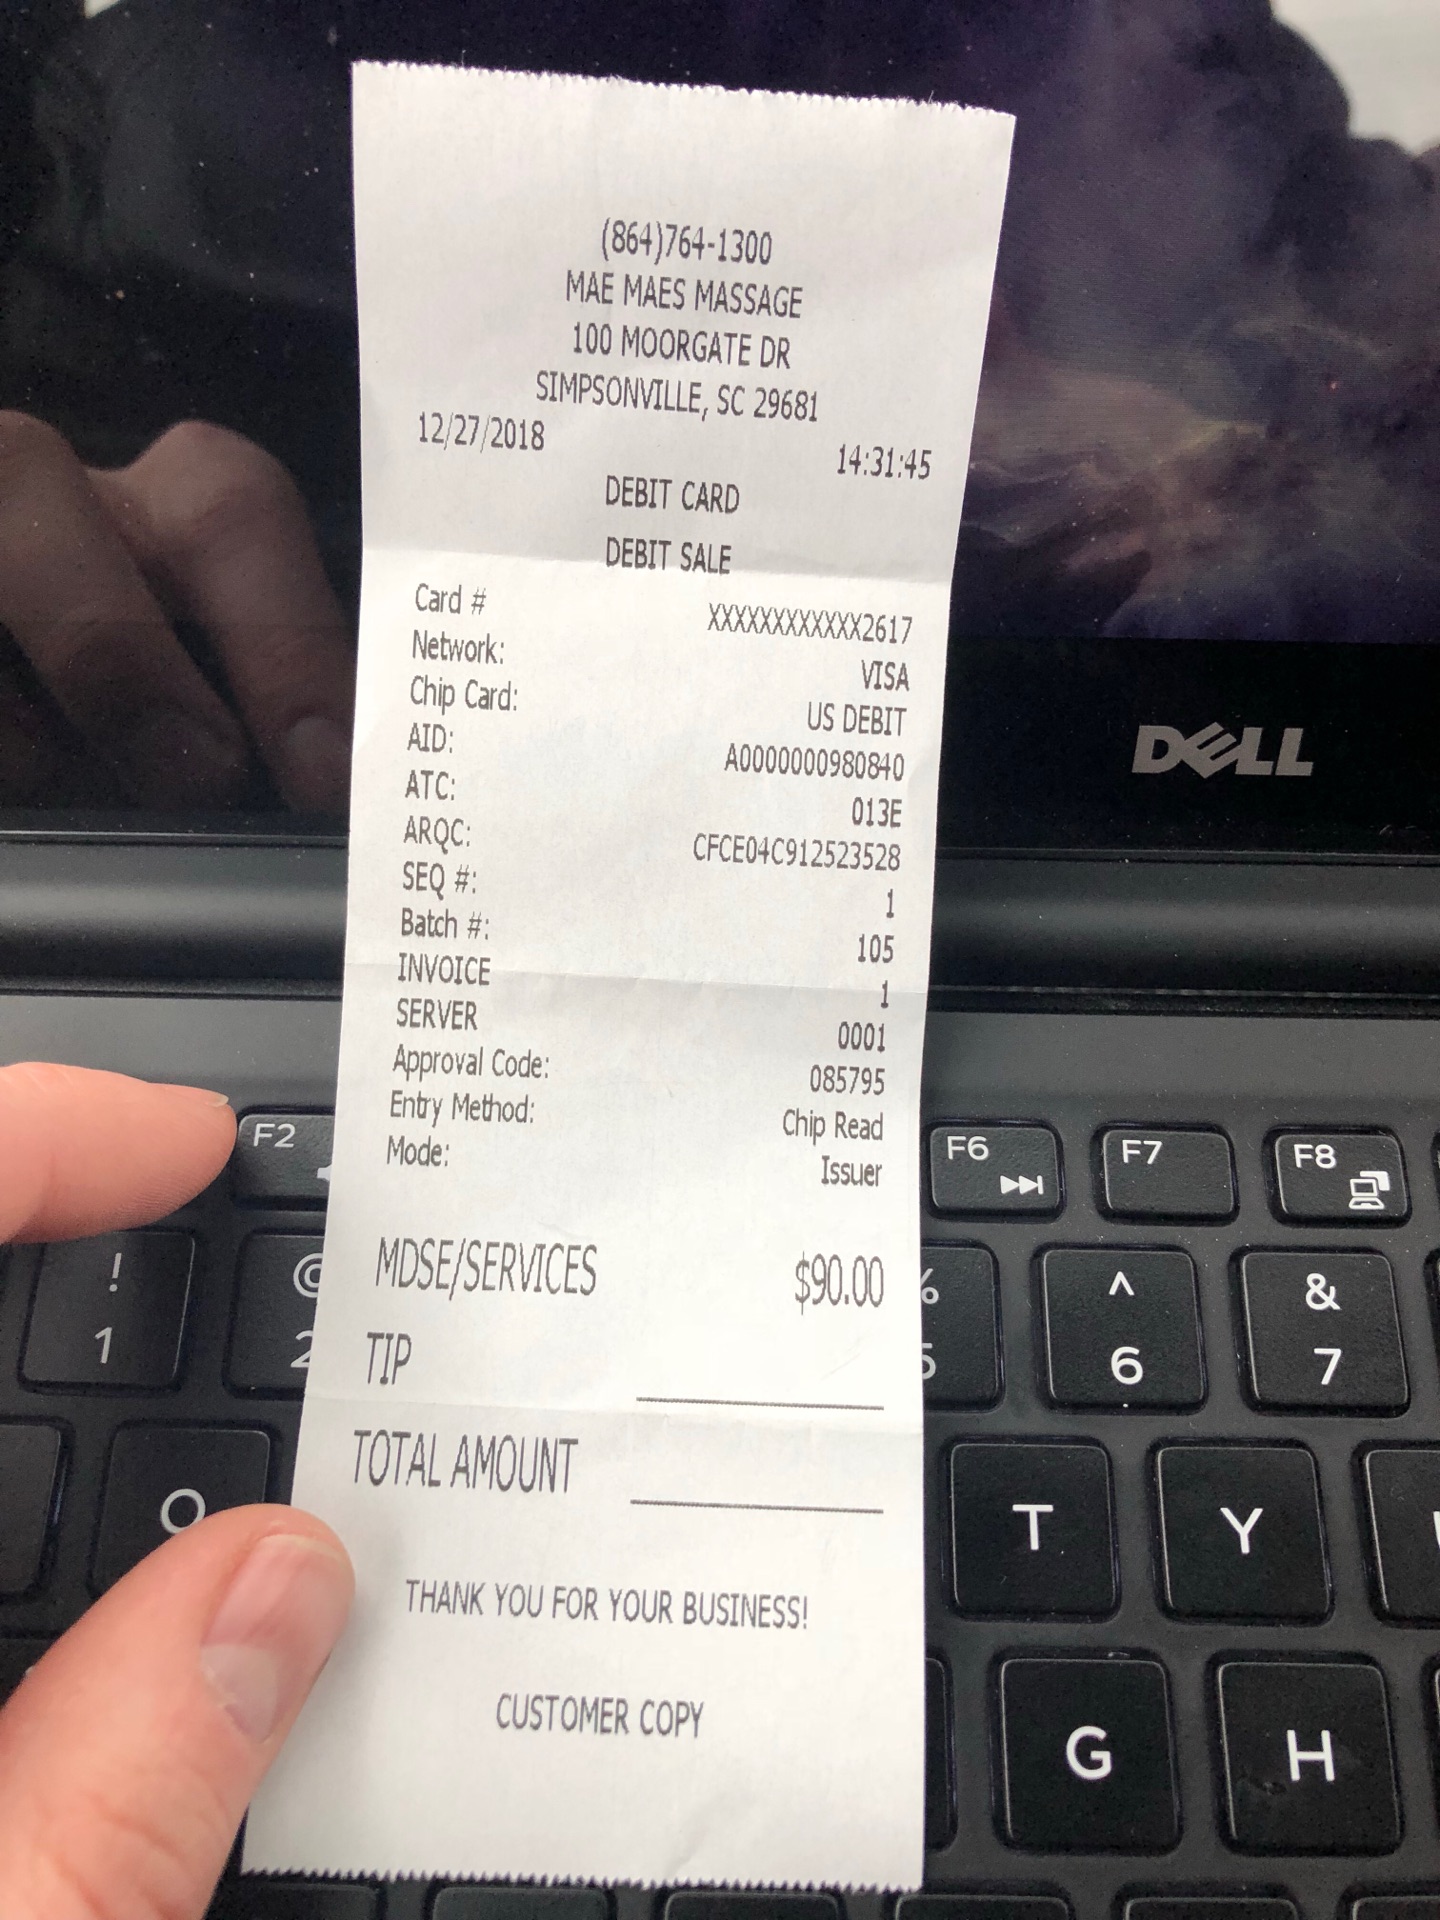 (864)764-1300
MAE MAES MASSAGE
100 MOORGATE DR
SIMPSONVILLE, SC 29681
12/27/2018 14:31:45
DEBIT CARD
DEBIT SALE
Card # XXXXXXXXXXXX2617
Network: VISA
Chip Card: US DEBIT
AID: A0000000980840
ATC: 013E
ARQC: CFCE04C912523528
SEQ #: 1
Batch #: 105
INVOICE 1
SERVER 0001
Approval Code: 085795
Entry Method: Chip Read
Mode: Issuer
MDSE/SERVICES $90.00
TIP
TOTAL AMOUNT
THANK YOU FOR YOUR BUSINESS!
CUSTOMER COPY
DELL
F2 F6 F7 F8
! @ % ^ &
1 2 5 6 7
T Y
G H